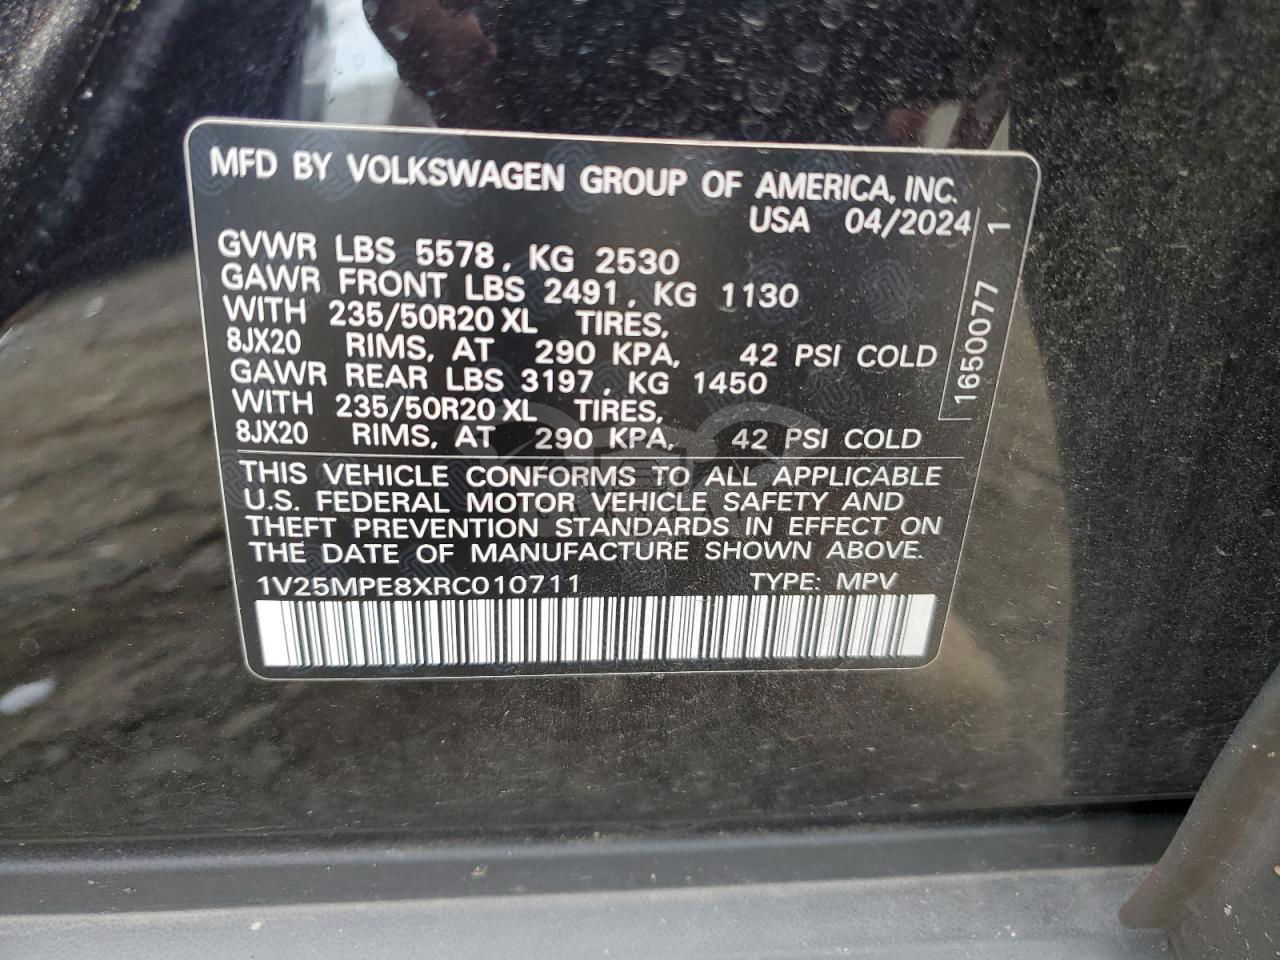 MFD BY VOLKSWAGEN GROUP OF AMERICA, INC.
USA 04/2024
GVWR LBS 5578, KG 2530
GAWR FRONT LBS 2491, KG 1130
WITH 235/50R20 XL TIRES,
8JX20 RIMS, AT 290 KPA, 42 PSI COLD
GAWR REAR LBS 3197, KG 1450
WITH 235/50R20 XL TIRES,
8JX20 RIMS, AT 290 KPA, 42 PSI COLD
1650077 1
THIS VEHICLE CONFORMS TO ALL APPLICABLE
U.S. FEDERAL MOTOR VEHICLE SAFETY AND
THEFT PREVENTION STANDARDS IN EFFECT ON
THE DATE OF MANUFACTURE SHOWN ABOVE.
1V25MPE8XRC010711 TYPE: MPV